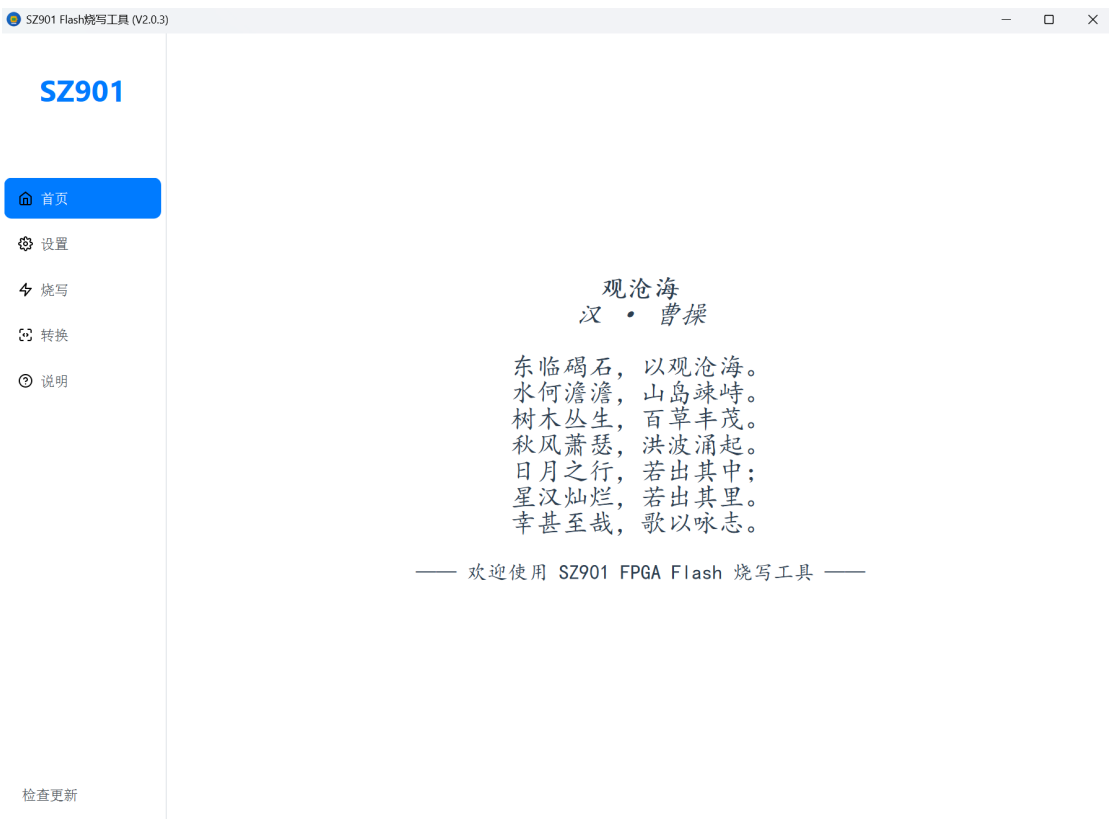 SZ901 Flash烧写工具 (V2.0.3)
SZ901
首页
设置
烧写
转换
说明
检查更新
观沧海
汉 · 曹操
东临碣石，以观沧海。
水何澹澹，山岛竦峙。
树木丛生，百草丰茂。
秋风萧瑟，洪波涌起。
日月之行，若出其中；
星汉灿烂，若出其里。
幸甚至哉，歌以咏志。
—— 欢迎使用 SZ901 FPGA Flash 烧写工具 ——